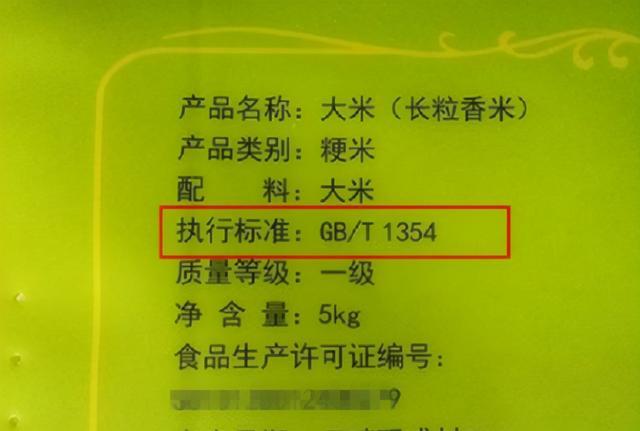 产品名称：大米（长粒香米）
产品类别：粳米
配 料：大米
执行标准：GB/T 1354
质量等级：一级
净 含 量：5kg
食品生产许可证编号：